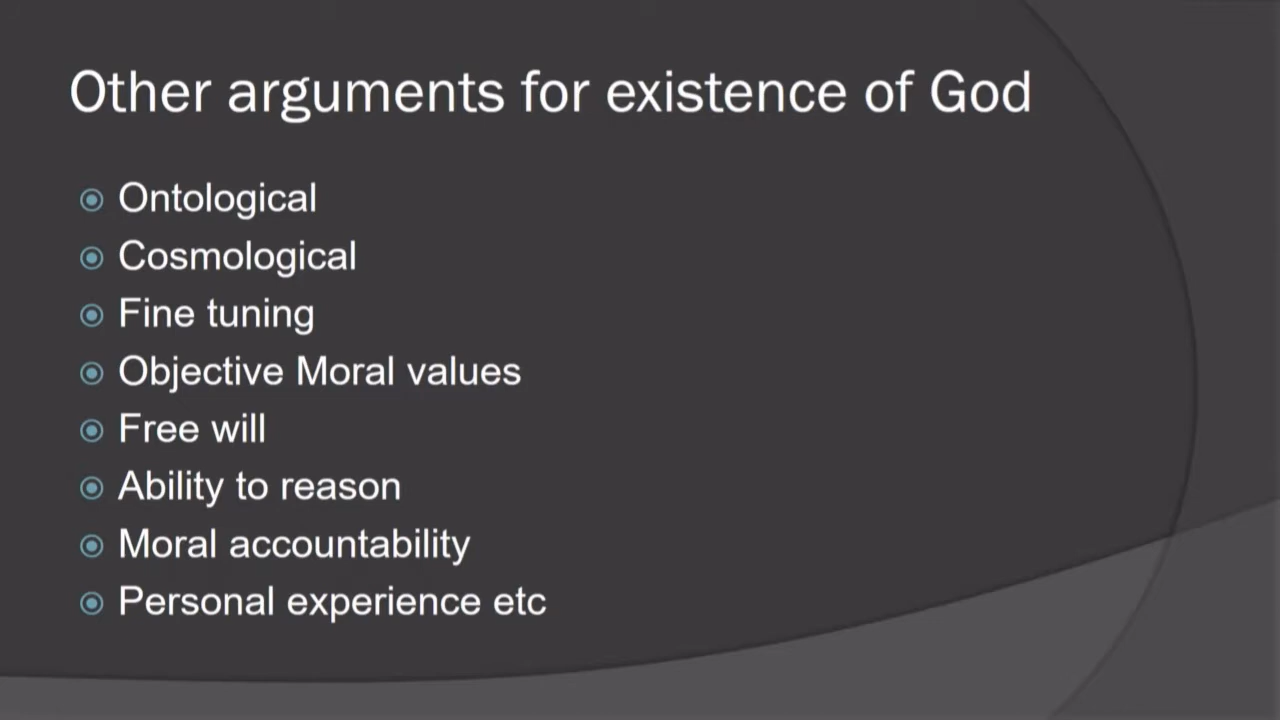 Other arguments for existence of God
Ontological
Cosmological
Fine tuning
Objective Moral values
Free will
Ability to reason
Moral accountability
Personal experience etc